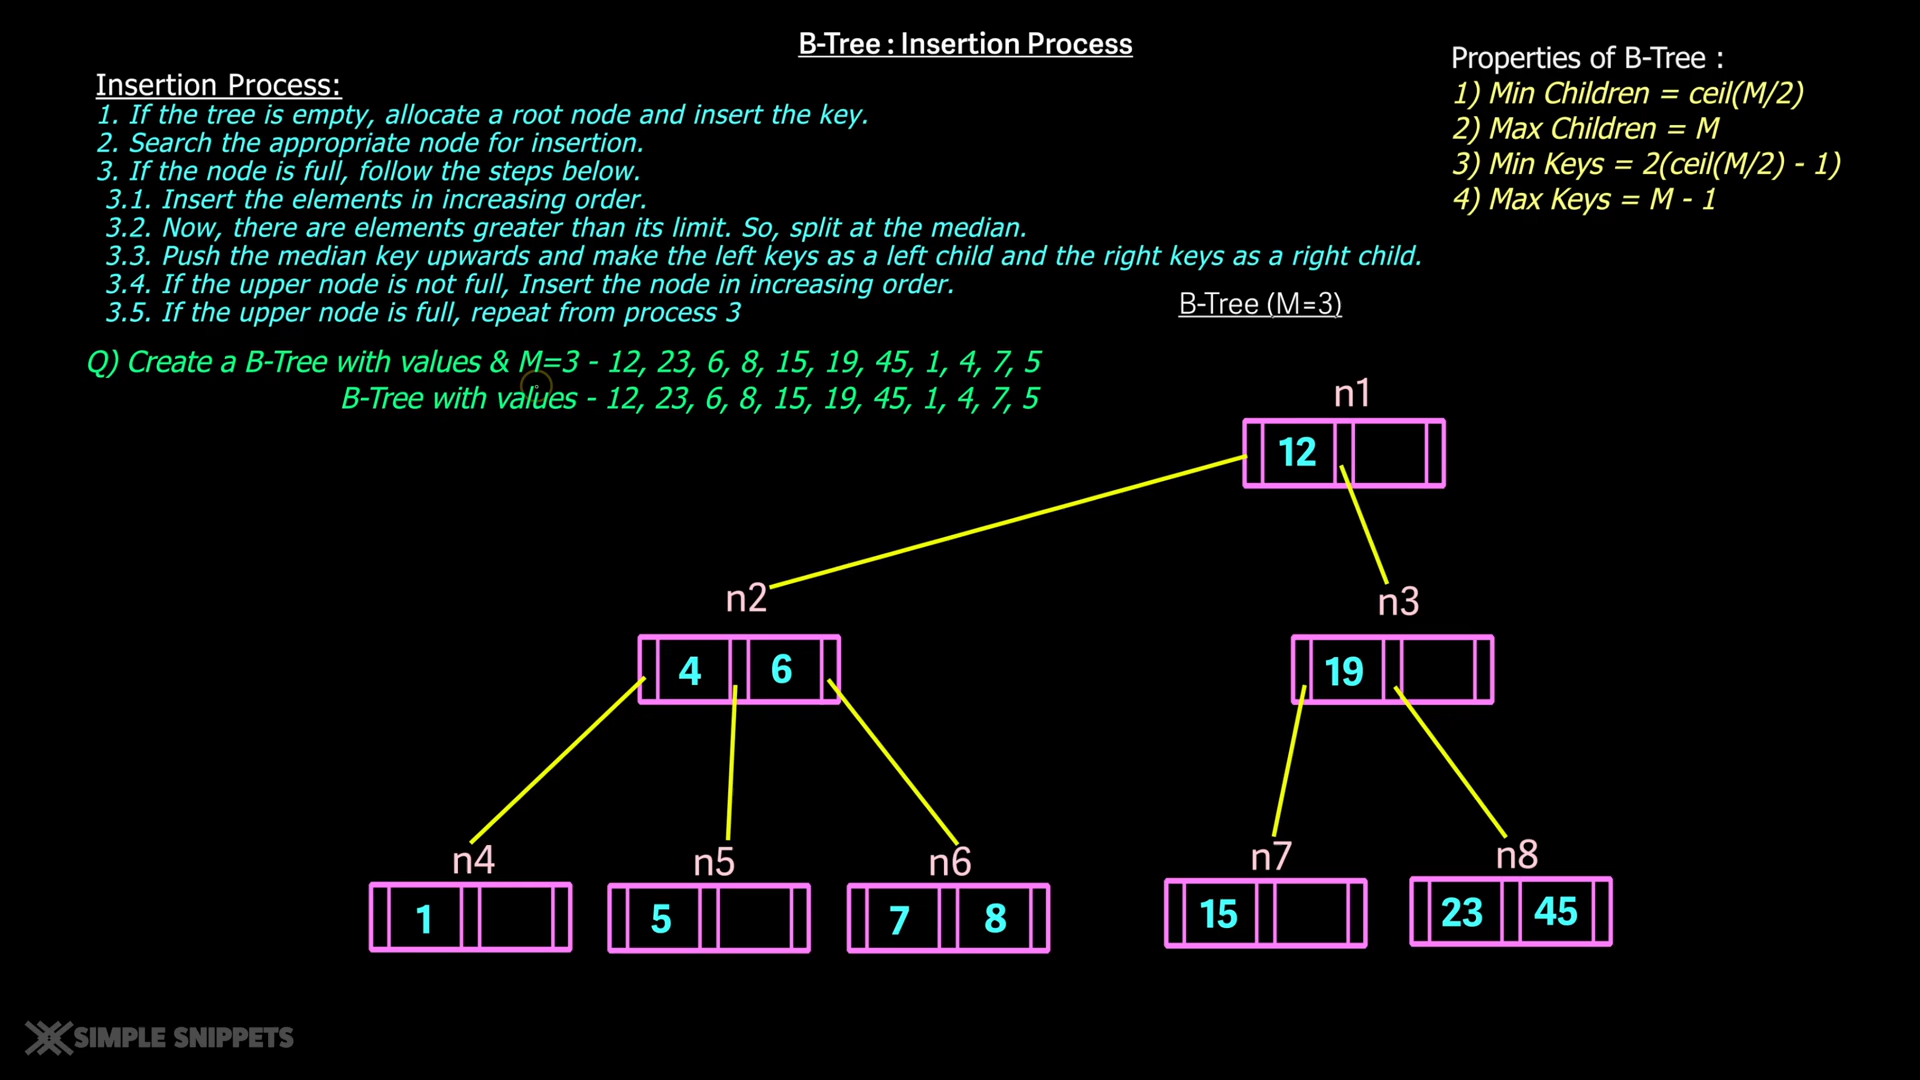 B-Tree : Insertion Process
Insertion Process:
1. If the tree is empty, allocate a root node and insert the key.
2. Search the appropriate node for insertion.
3. If the node is full, follow the steps below.
3.1. Insert the elements in increasing order.
3.2. Now, there are elements greater than its limit. So, split at the median.
3.3. Push the median key upwards and make the left keys as a left child and the right keys as a right child.
3.4. If the upper node is not full, Insert the node in increasing order.
3.5. If the upper node is full, repeat from process 3
Properties of B-Tree :
1) Min Children = ceil(M/2)
2) Max Children = M
3) Min Keys = 2(ceil(M/2) - 1)
4) Max Keys = M - 1
Q) Create a B-Tree with values & M=3 - 12, 23, 6, 8, 15, 19, 45, 1, 4, 7, 5
B-Tree with values - 12, 23, 6, 8, 15, 19, 45, 1, 4, 7, 5
B-Tree (M=3)
n1
12
n2
n3
4 6
19
n4 n5 n6 n7 n8
1 5 7 8 15 23 45
SIMPLE SNIPPETS